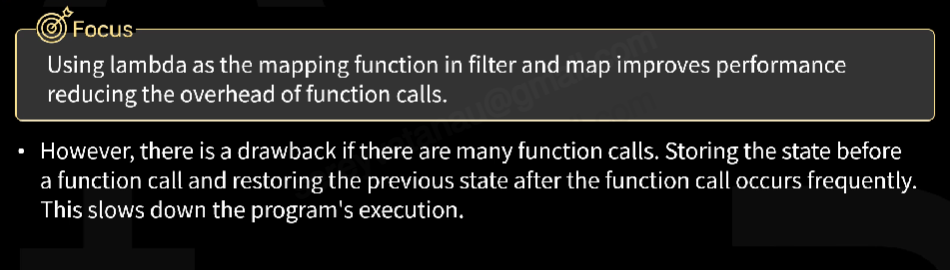 Focus
Using lambda as the mapping function in filter and map improves performance
reducing the overhead of function calls.
• However, there is a drawback if there are many function calls. Storing the state before
a function call and restoring the previous state after the function call occurs frequently.
This slows down the program's execution.